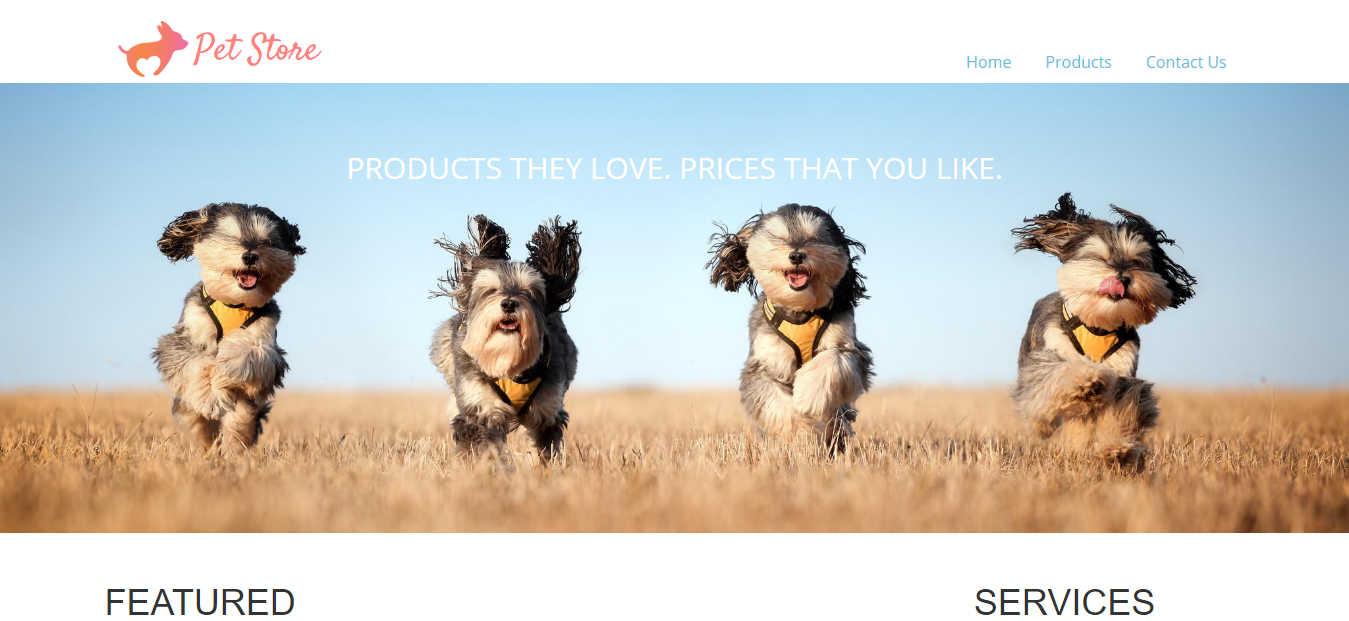 Pet Store
Home Products Contact Us
PRODUCTS THEY LOVE. PRICES THAT YOU LIKE.
FEATURED
SERVICES